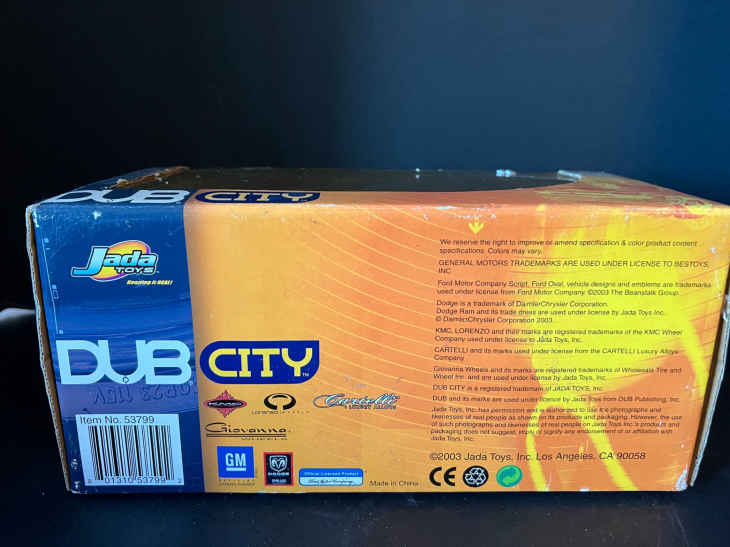 DUB CITY
Jada
TOYS
Keeping it REAL!
We reserve the right to improve or amend specification & color product content
specifications. Colors may vary.
GENERAL MOTORS TRADEMARKS ARE USED UNDER LICENSE TO BESTOYS,
INC
Ford Motor Company Script, Ford Oval, vehicle designs and emblems are trademarks
used under license from Ford Motor Company ©2003 The Beanstalk Group.
Dodge is a trademark of DaimlerChrysler Corporation.
Dodge Ram and its trade dress are used under license by Jada Toys Inc..
© DaimlerChrysler Corporation 2003.
KMC, LORENZO and their marks are registered trademarks of the KMC Wheel
Company used under license to Jada Toys, Inc.
CARTELLI and its marks used under license from the CARTELLI Luxury Alloys
Company
Giovanna Wheels and its marks are registered trademarks of Wholesale Tire and
Wheel Inc. and are used under license by Jada Toys, Inc.
DUB CITY is a registered trademark of JADA TOYS, Inc.
DUB and its marks are used under license by Jada Toys from DUB Publishing, Inc.
Jada Toys, Inc. has permission and is authorized to use the photographs and
likenesses of real people as shown on its products and packaging. However, the use
of such photographs and likenesses of real people on Jada Toys Inc.'s products and
packaging does not suggest, imply or signify any endorsement of or affiliation with
Jada Toys, Inc.
©2003 Jada Toys, Inc. Los Angeles, CA 90058
DUB CITY TM
Item No. 53799
8 01310 53799 2
LORENZO
Cartelli
LUXURY ALLOYS
Giovanna
WHEELS
GM
DODGE
Official Licensed Product
Made in China
CE